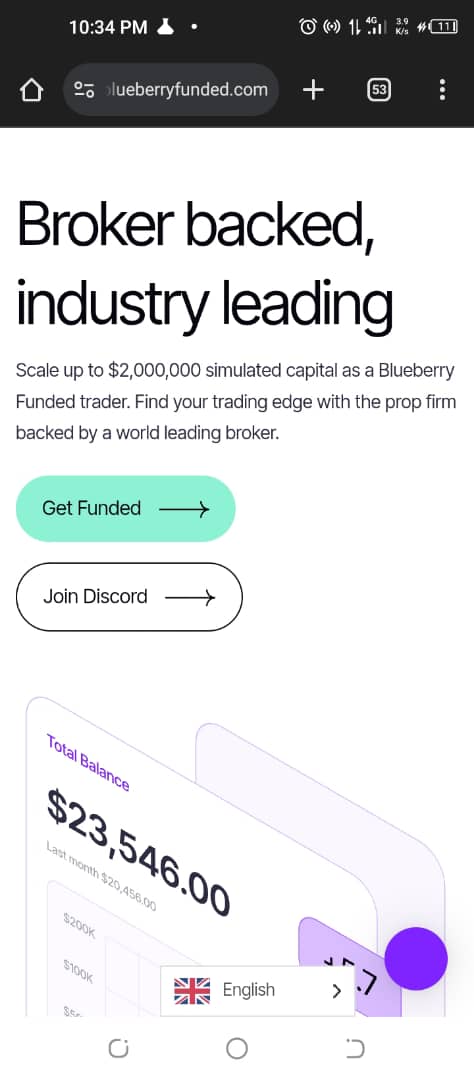 10:34 PM
4G
3.9
K/s
11
lueberryfunded.com
53
Broker backed,
industry leading
Scale up to $2,000,000 simulated capital as a Blueberry
Funded trader. Find your trading edge with the prop firm
backed by a world leading broker.
Get Funded
Join Discord
Total Balance
$23,546.00
Last month $20,456.00
$200K
$100K
English